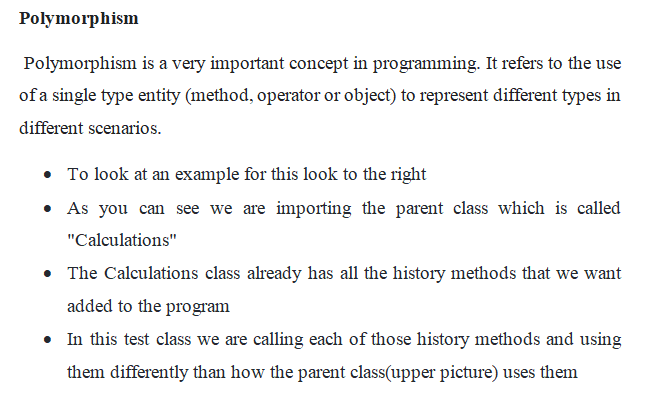 Polymorphism
Polymorphism is a very important concept in programming. It refers to the use
of a single type entity (method, operator or object) to represent different types in
different scenarios.
• To look at an example for this look to the right
• As you can see we are importing the parent class which is called
"Calculations"
• The Calculations class already has all the history methods that we want
added to the program
• In this test class we are calling each of those history methods and using
them differently than how the parent class(upper picture) uses them